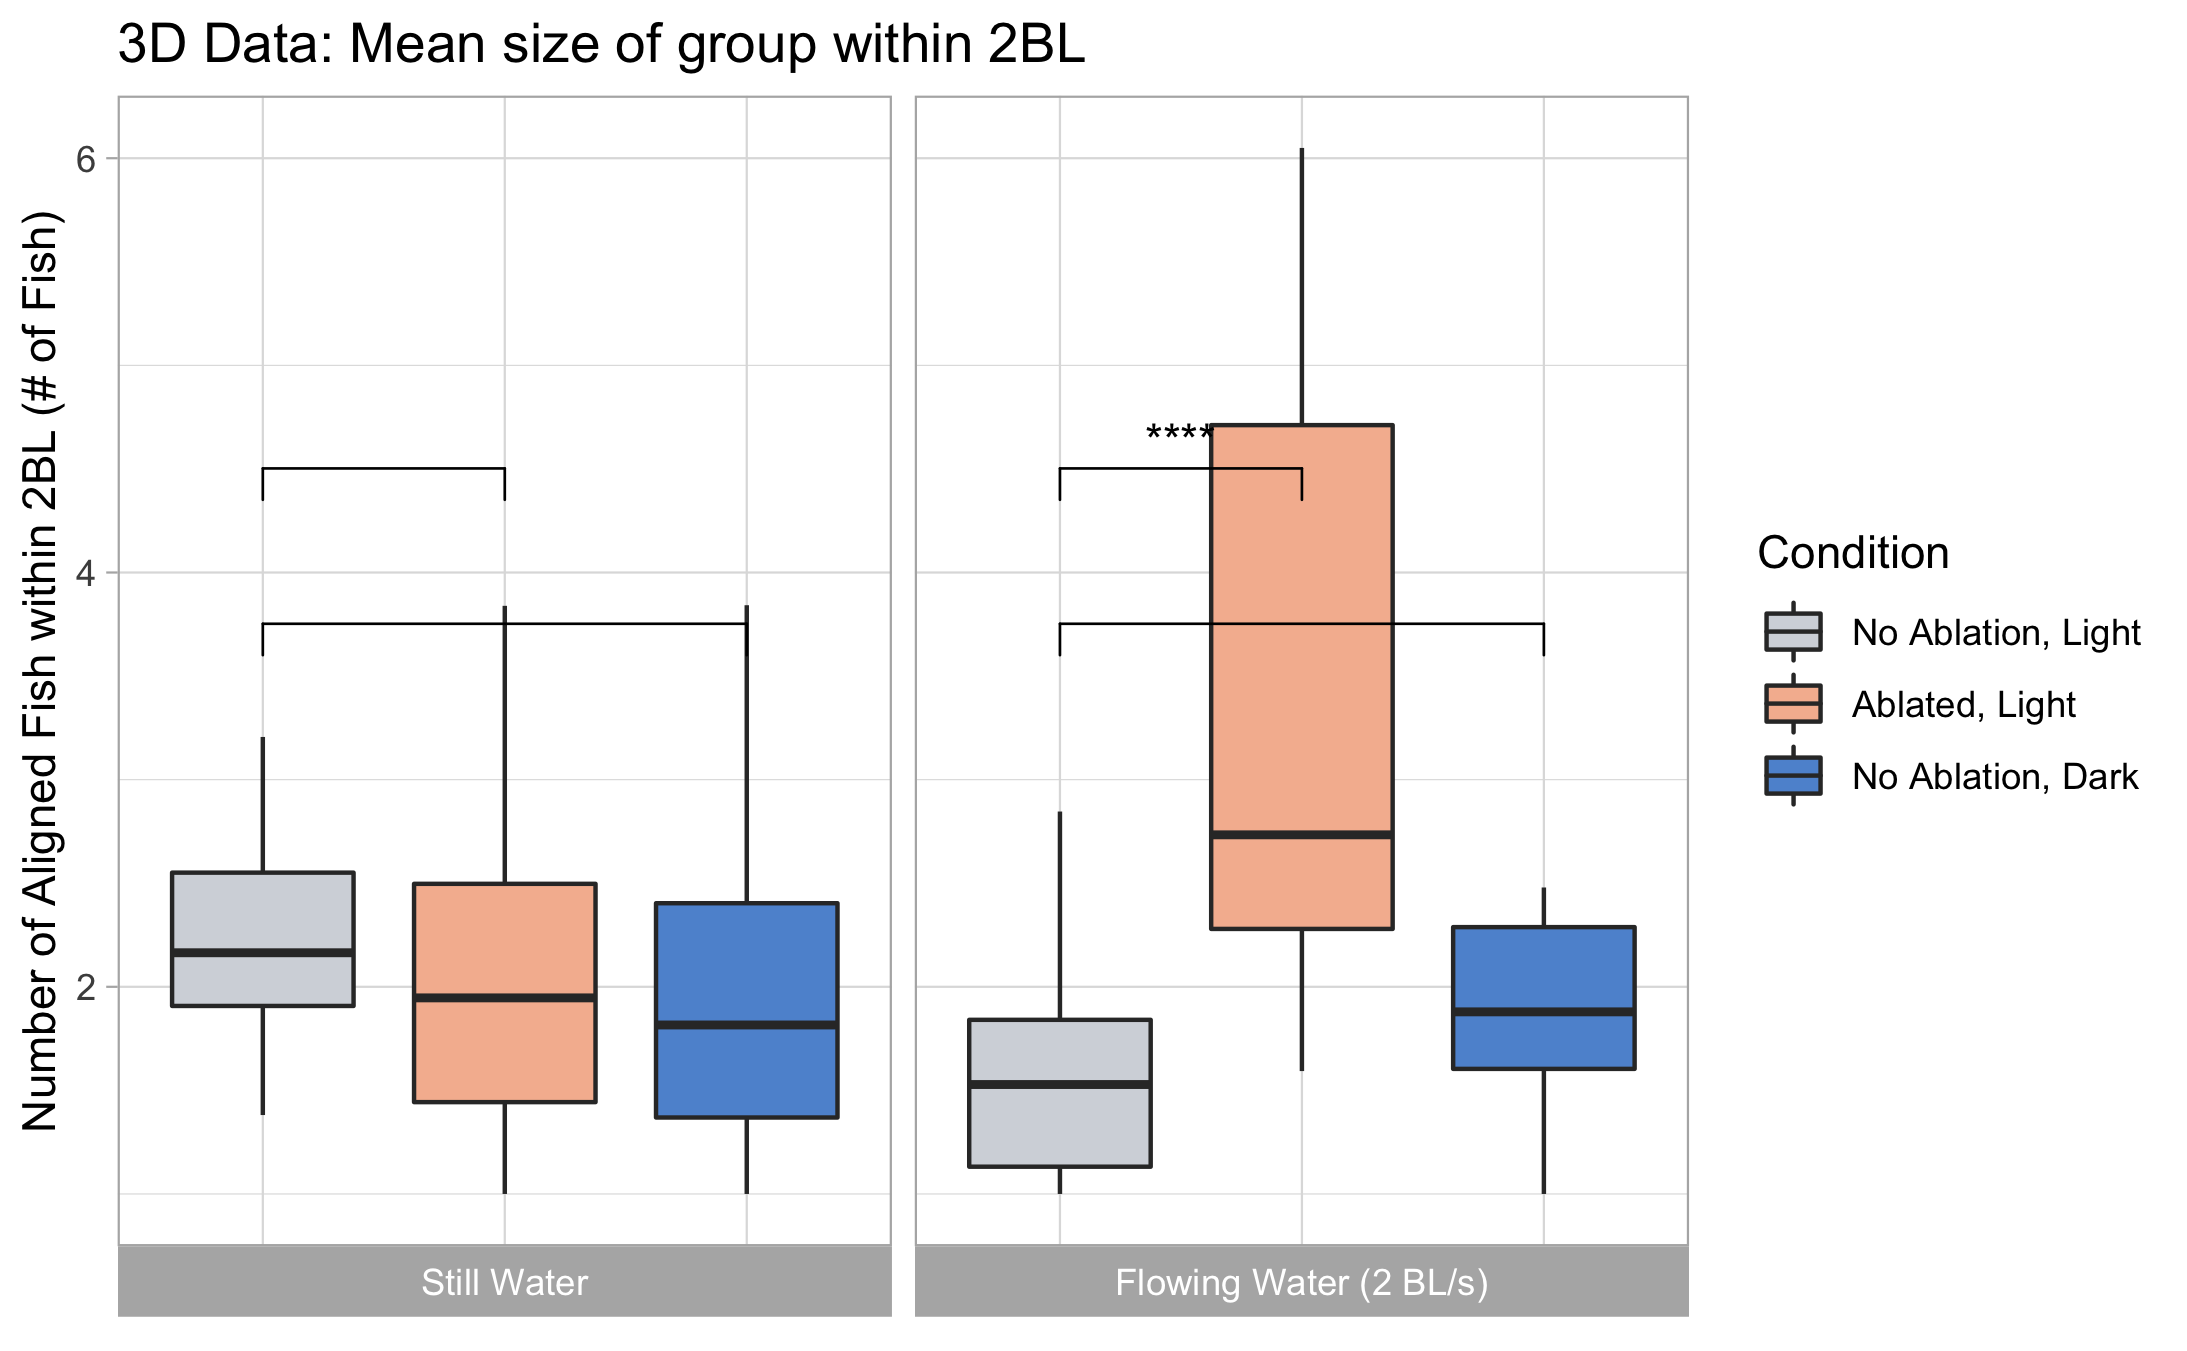 3D Data: Mean size of group within 2BL
Number of Aligned Fish within 2BL (# of Fish)
6
4
2
****
Still Water
Flowing Water (2 BL/s)
Condition
No Ablation, Light
Ablated, Light
No Ablation, Dark